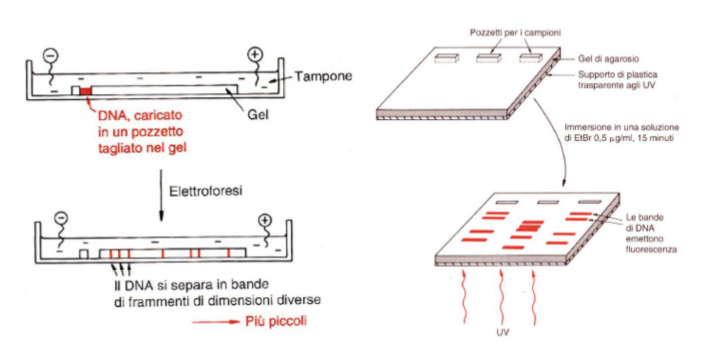 −
+
Tampone
Gel
DNA, caricato
in un pozzetto
tagliato nel gel
Elettroforesi
−
+
Il DNA si separa in bande
di frammenti di dimensioni diverse
Più piccoli
Pozzetti per i campioni
Gel di agarosio
Supporto di plastica
trasparente agli UV
Immersione in una soluzione
di EtBr 0,5 μg/ml, 15 minuti
Le bande
di DNA
emettono
fluorescenza
UV